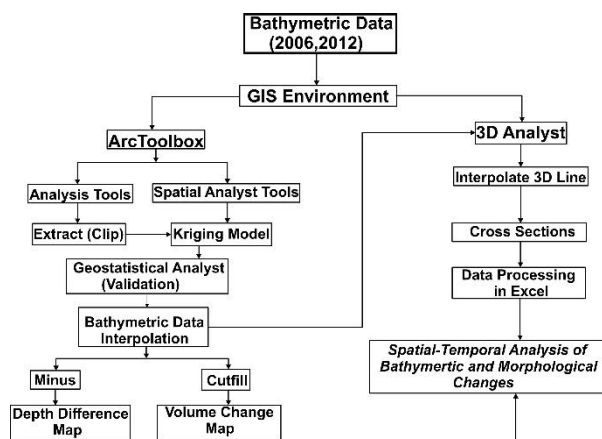 Bathymetric Data
(2006,2012)
GIS Environment
ArcToolbox
3D Analyst
Analysis Tools
Spatial Analyst Tools
Interpolate 3D Line
Extract (Clip)
Kriging Model
Cross Sections
Geostatistical Analyst
(Validation)
Data Processing
in Excel
Bathymetric Data
Interpolation
Spatial-Temporal Analysis of
Bathymertic and Morphological
Changes
Minus
Cutfill
Depth Difference
Map
Volume Change
Map